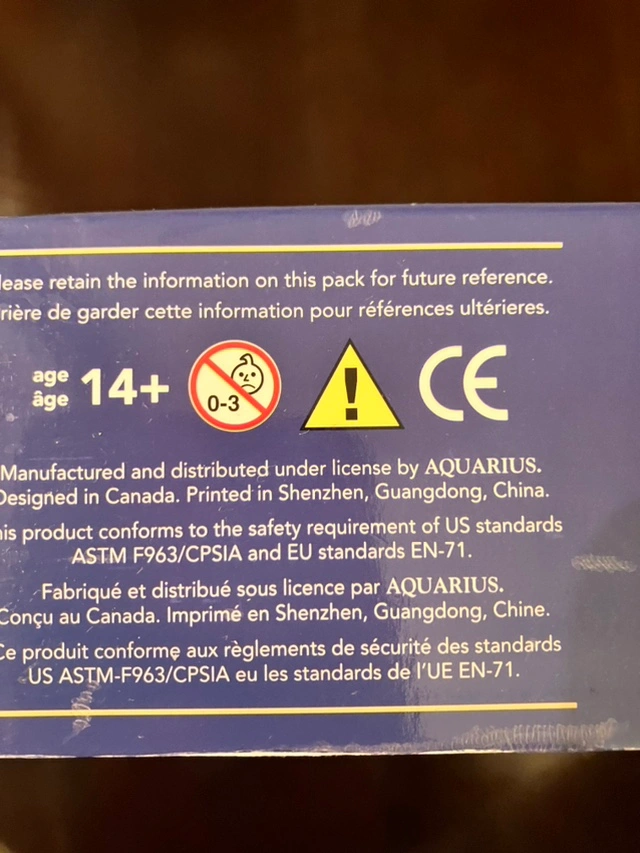 lease retain the information on this pack for future reference.
rière de garder cette information pour références ultérieres.
age
âge 14+ 0-3 ! CE
Manufactured and distributed under license by AQUARIUS.
Designed in Canada. Printed in Shenzhen, Guangdong, China.
his product conforms to the safety requirement of US standards
ASTM F963/CPSIA and EU standards EN-71.
Fabriqué et distribué sous licence par AQUARIUS.
Conçu au Canada. Imprimé en Shenzhen, Guangdong, Chine.
Ce produit conforme aux règlements de sécurité des standards
US ASTM-F963/CPSIA eu les standards de l'UE EN-71.